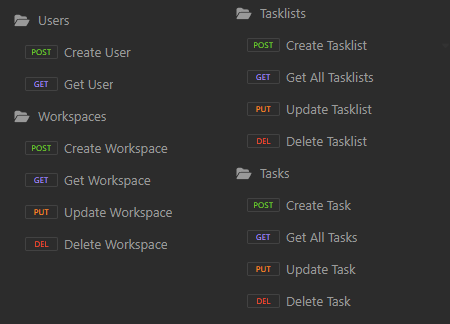 Users
POST Create User
GET Get User
Workspaces
POST Create Workspace
GET Get Workspace
PUT Update Workspace
DEL Delete Workspace
Tasklists
POST Create Tasklist
GET Get All Tasklists
PUT Update Tasklist
DEL Delete Tasklist
Tasks
POST Create Task
GET Get All Tasks
PUT Update Task
DEL Delete Task